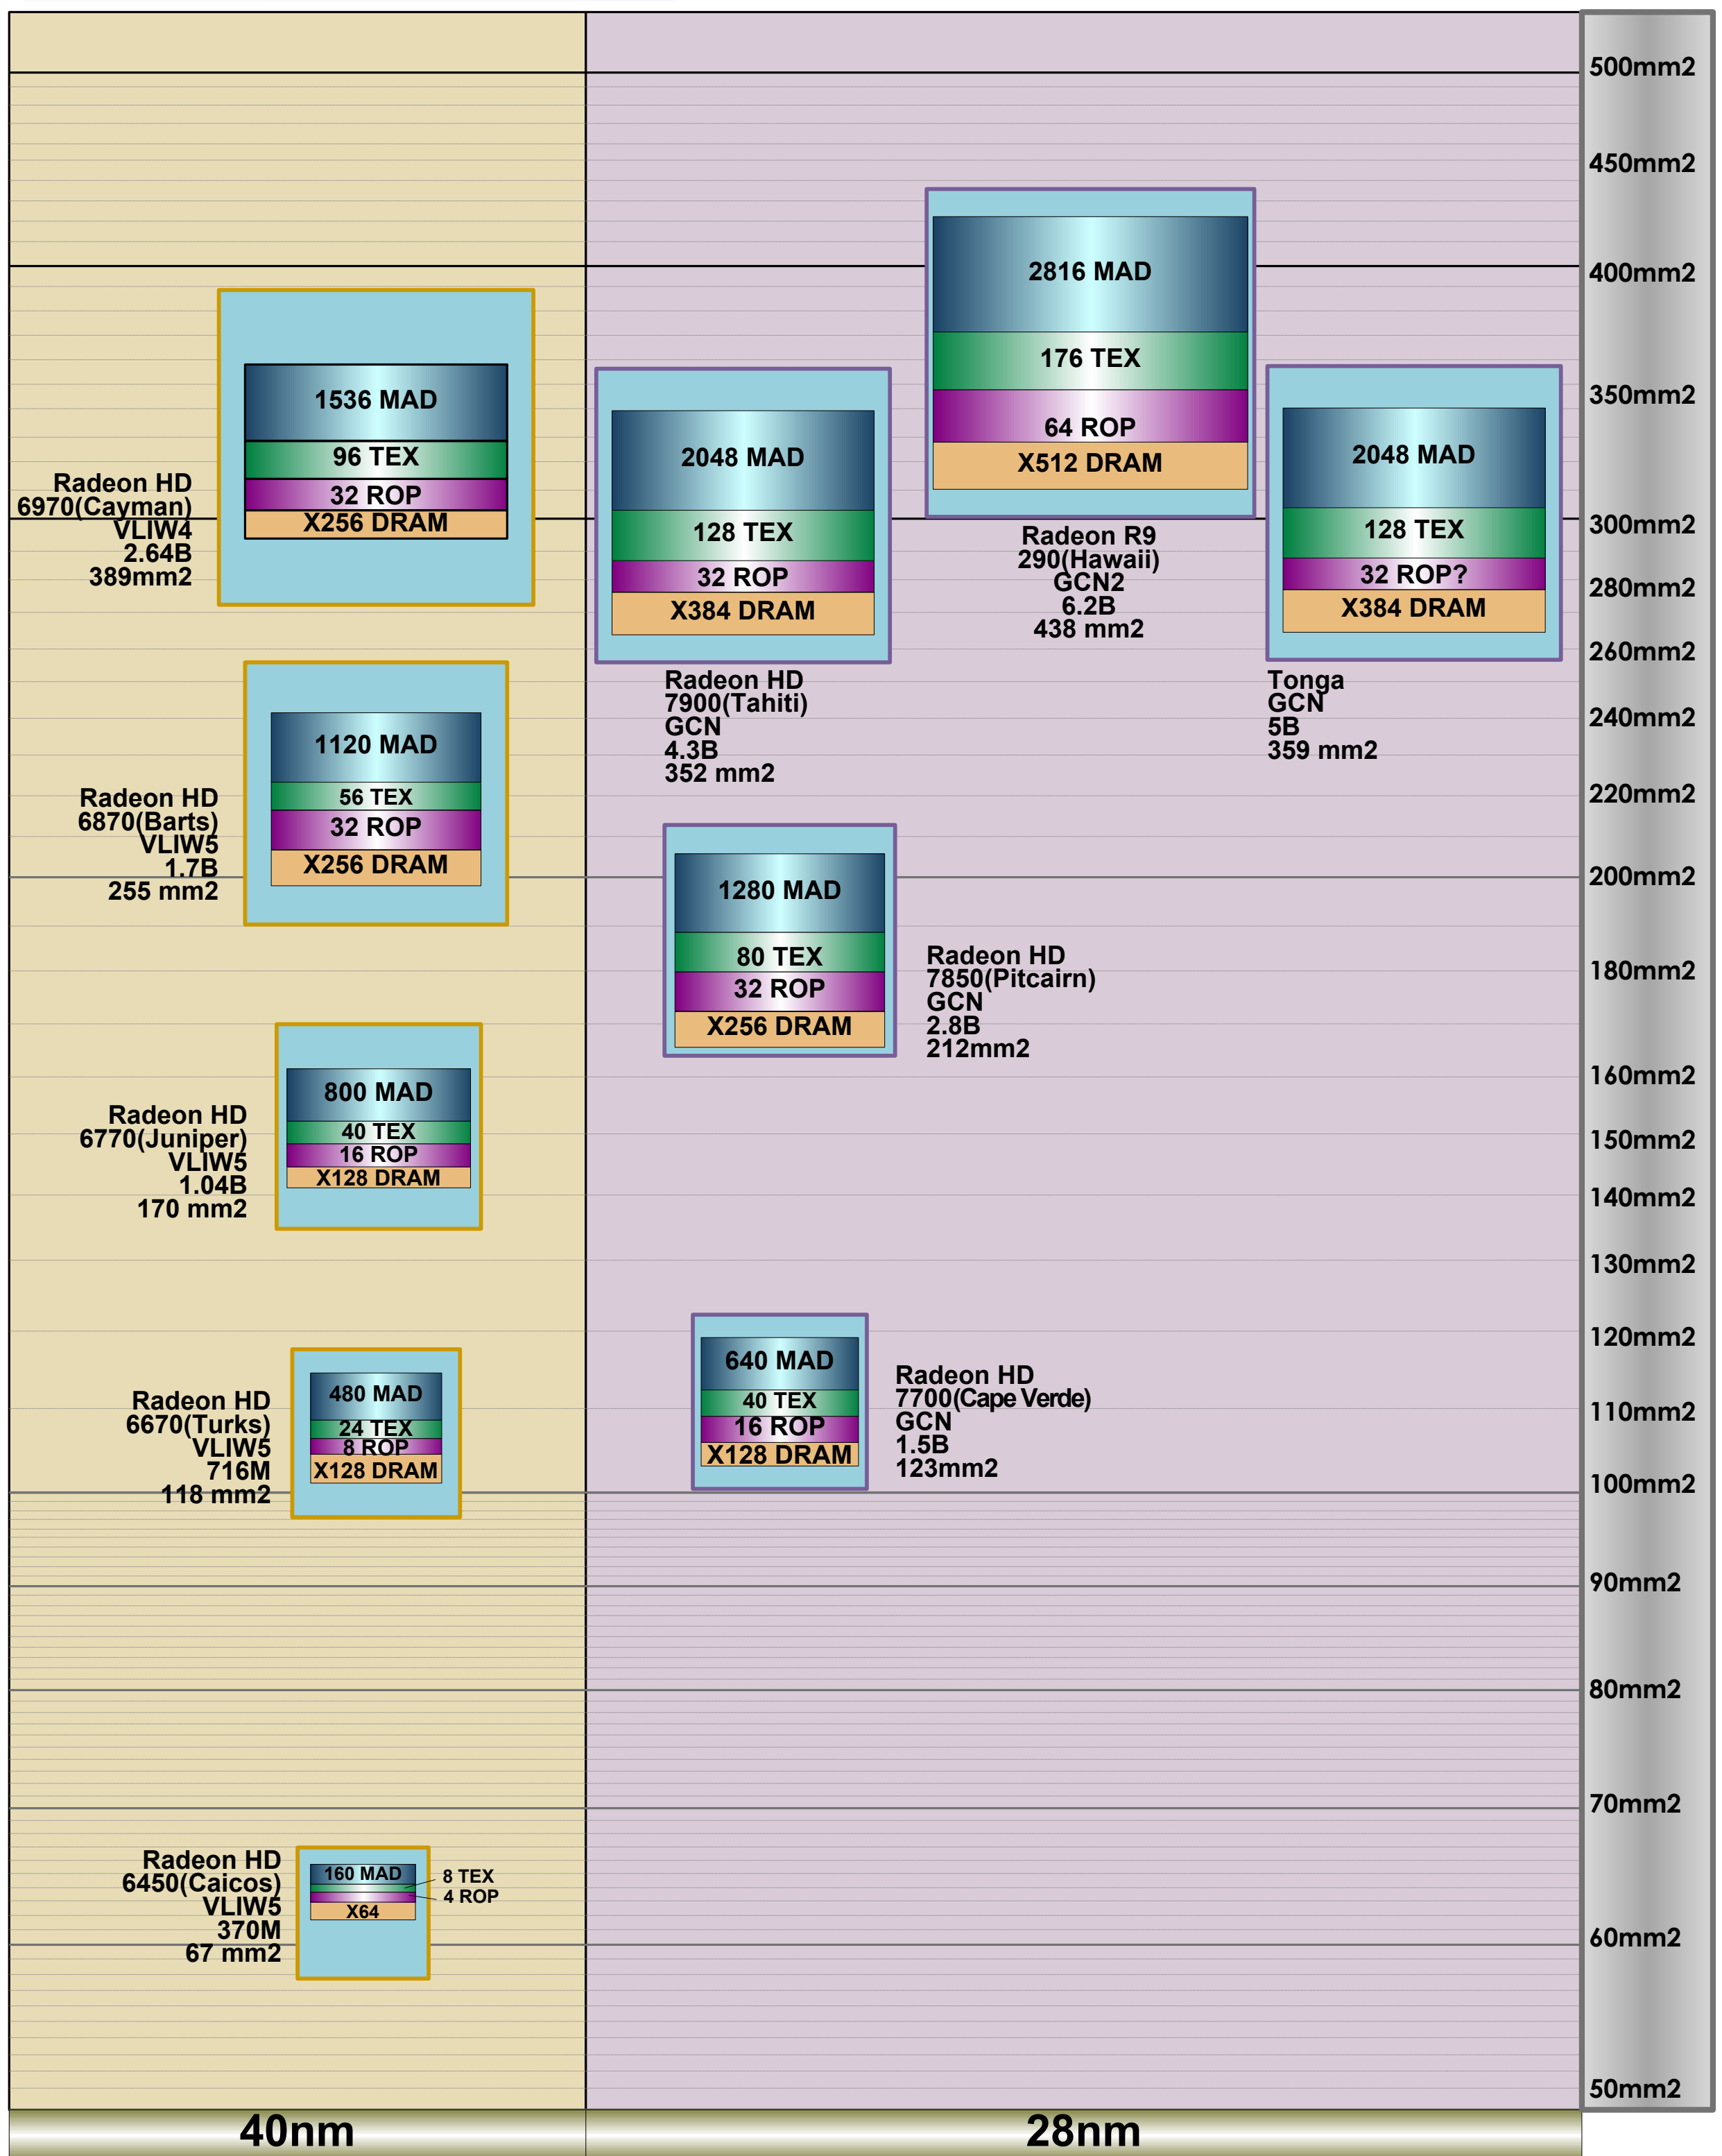 500mm2
450mm2
400mm2
350mm2
300mm2
280mm2
260mm2
240mm2
220mm2
200mm2
180mm2
160mm2
150mm2
140mm2
130mm2
120mm2
110mm2
100mm2
90mm2
80mm2
70mm2
60mm2
50mm2
1536 MAD
96 TEX
32 ROP
X256 DRAM
Radeon HD
6970(Cayman)
VLIW4
2.64B
389mm2
1120 MAD
56 TEX
32 ROP
X256 DRAM
Radeon HD
6870(Barts)
VLIW5
1.7B
255 mm2
800 MAD
40 TEX
16 ROP
X128 DRAM
Radeon HD
6770(Juniper)
VLIW5
1.04B
170 mm2
480 MAD
24 TEX
8 ROP
X128 DRAM
Radeon HD
6670(Turks)
VLIW5
716M
118 mm2
160 MAD
8 TEX
4 ROP
X64
Radeon HD
6450(Caicos)
VLIW5
370M
67 mm2
2048 MAD
128 TEX
32 ROP
X384 DRAM
Radeon HD
7900(Tahiti)
GCN
4.3B
352 mm2
2816 MAD
176 TEX
64 ROP
X512 DRAM
Radeon R9
290(Hawaii)
GCN2
6.2B
438 mm2
2048 MAD
128 TEX
32 ROP?
X384 DRAM
Tonga
GCN
5B
359 mm2
1280 MAD
80 TEX
32 ROP
X256 DRAM
Radeon HD
7850(Pitcairn)
GCN
2.8B
212mm2
640 MAD
40 TEX
16 ROP
X128 DRAM
Radeon HD
7700(Cape Verde)
GCN
1.5B
123mm2
40nm
28nm